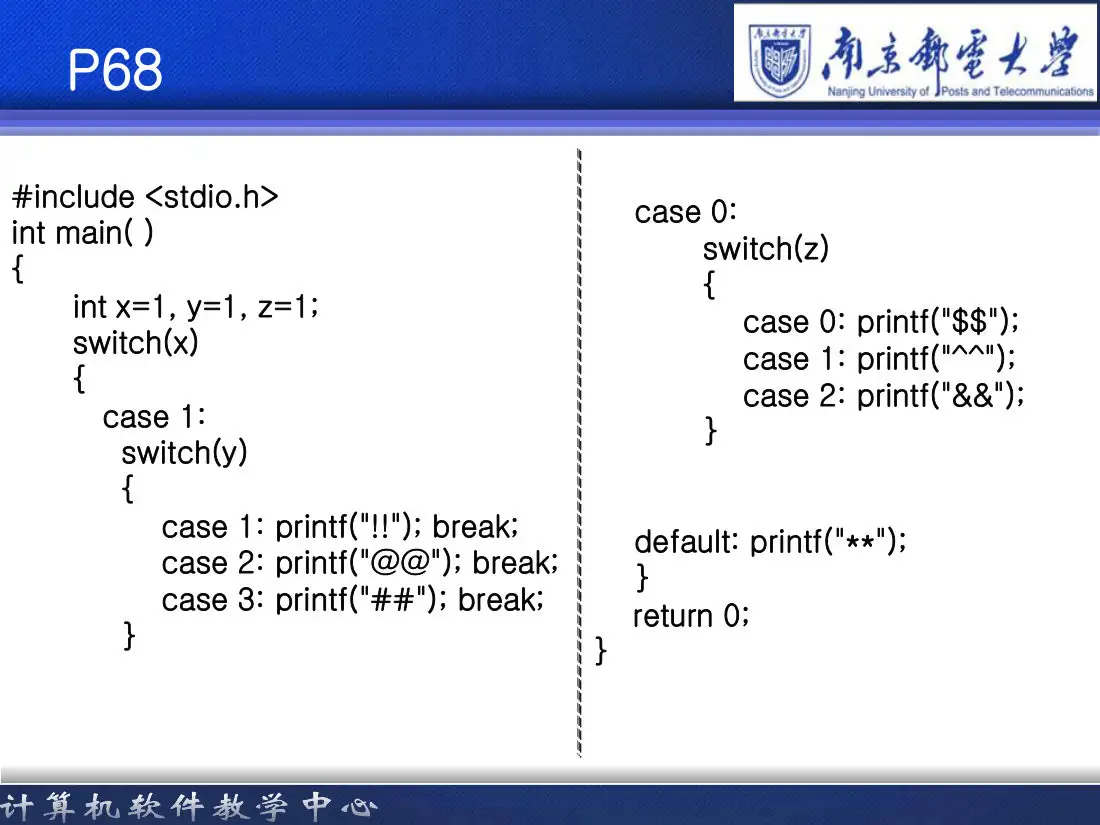 P68
南京邮电大学
Nanjing University of Posts and Telecommunications
#include <stdio.h>
int main( )
{
int x=1, y=1, z=1;
switch(x)
{
case 1:
switch(y)
{
case 1: printf("!!"); break;
case 2: printf("@@"); break;
case 3: printf("##"); break;
}
case 0:
switch(z)
{
case 0: printf("$$");
case 1: printf("^^");
case 2: printf("&&");
}
default: printf("**");
}
return 0;
}
计算机软件教学中心